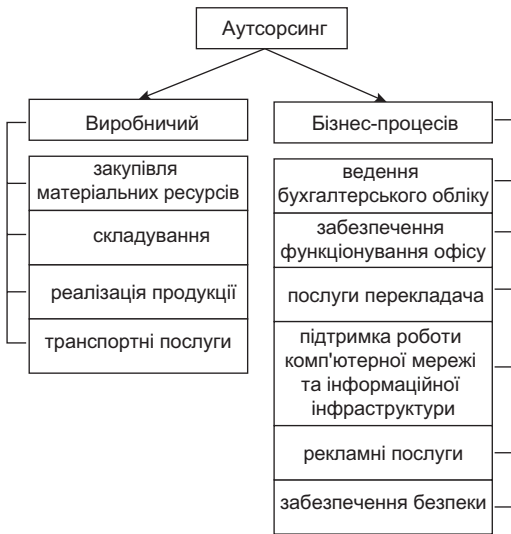 Аутсорсинг
Виробничий
закупівля
матеріальних ресурсів
складування
реалізація продукції
транспортні послуги
Бізнес-процесів
ведення
бухгалтерського обліку
забезпечення
функціонування офісу
послуги перекладача
підтримка роботи
комп'ютерної мережі
та інформаційної
інфраструктури
рекламні послуги
забезпечення безпеки